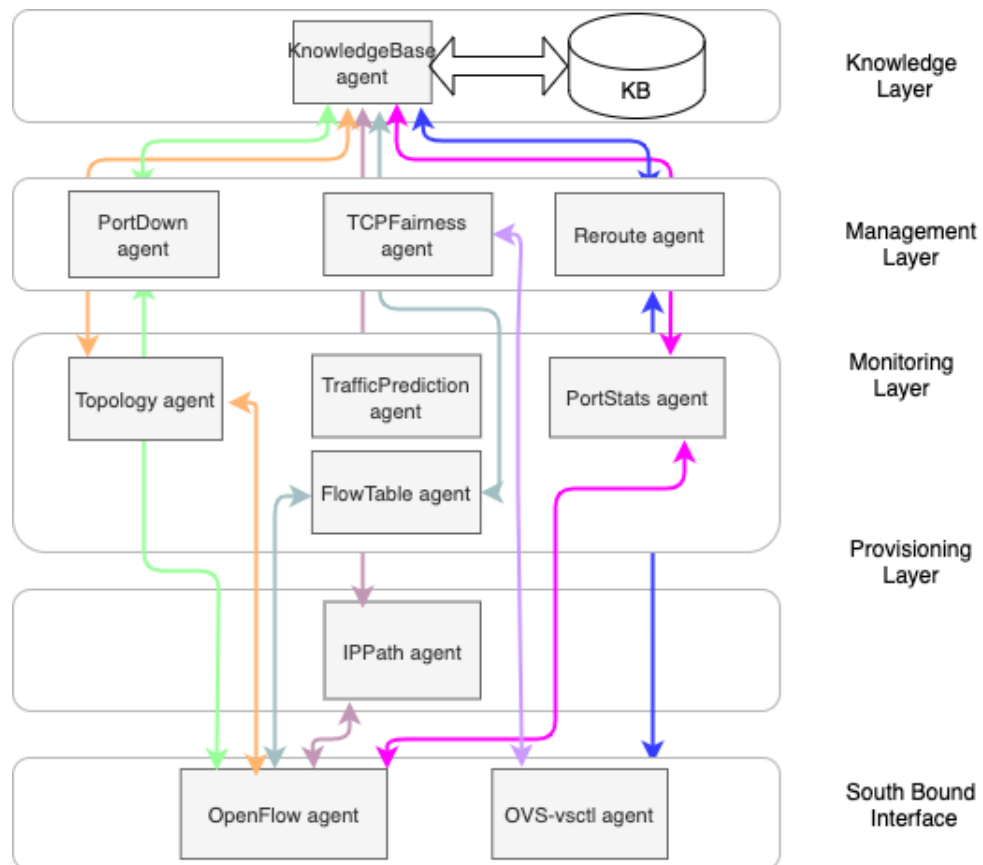 KnowledgeBase
agent
KB
Knowledge
Layer
PortDown
agent
TCPFairness
agent
Reroute agent
Management
Layer
Topology agent
TrafficPrediction
agent
PortStats agent
Monitoring
Layer
FlowTable agent
Provisioning
Layer
IPPath agent
OpenFlow agent
OVS-vsctl agent
South Bound
Interface